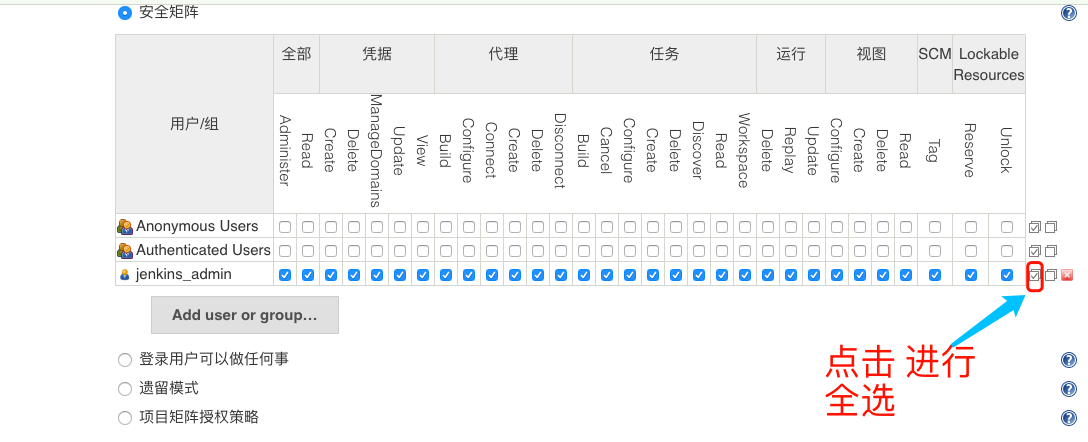 安全矩阵
用户/组
全部 凭据 代理 任务 运行 视图 SCM Lockable Resources
Administer Read Create Delete ManageDomains Update View Build Configure Connect Create Delete Disconnect Build Cancel Configure Create Delete Discover Read Workspace Delete Replay Update Configure Create Delete Read Tag Reserve Unlock
Anonymous Users
Authenticated Users
jenkins_admin
Add user or group...
点击 进行
全选
登录用户可以做任何事
遗留模式
项目矩阵授权策略